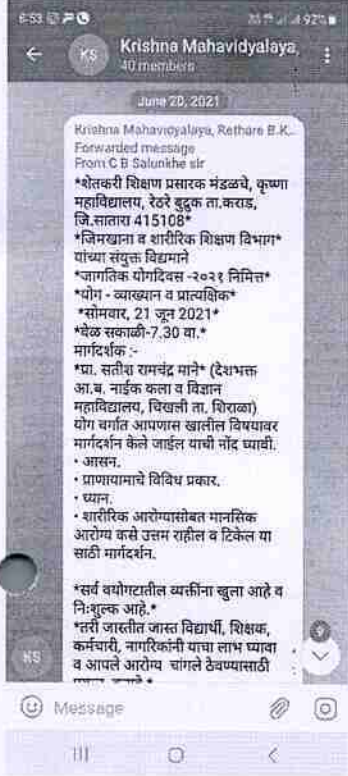 6:53
92%
KS
Krishna Mahavidyalaya,
40 members
June 20, 2021
Krishna Mahavidyalaya, Rethare B.K...
Forwarded message
From C B Salunkhe sir
*शेतकरी शिक्षण प्रसारक मंडळचे, कृष्णा
महाविद्यालय, रेठरे बुद्रुक ता.कराड,
जि.सातारा 415108*
*जिमखाना व शारीरिक शिक्षण विभाग*
यांच्या संयुक्त विद्यमाने
*जागतिक योगदिवस -२०२१ निमित्त*
*योग - व्याख्यान व प्रात्यक्षिक*
*सोमवार, 21 जून 2021*
*वेळ सकाळी-7.30 वा.*
मार्गदर्शक :-
*प्रा. सतीश रामचंद्र माने* (देशभक्त
आ.ब. नाईक कला व विज्ञान
महाविद्यालय, चिखली ता. शिराळा)
योग वर्गात आपणास खालील विषयावर
मार्गदर्शन केले जाईल याची नोंद घ्यावी.
• आसन.
• प्राणायामाचे विविध प्रकार.
• ध्यान.
• शारीरिक आरोग्यासोबत मानसिक
आरोग्य कसे उत्तम राहील व टिकेल या
साठी मार्गदर्शन.
*सर्व वयोगटातील व्यक्तींना खुला आहे व
निःशुल्क आहे.*
*तरी जास्तीत जास्त विद्यार्थी, शिक्षक,
कर्मचारी, नागरिकांनी याचा लाभ घ्यावा
व आपले आरोग्य चांगले ठेवण्यासाठी
KS
Message